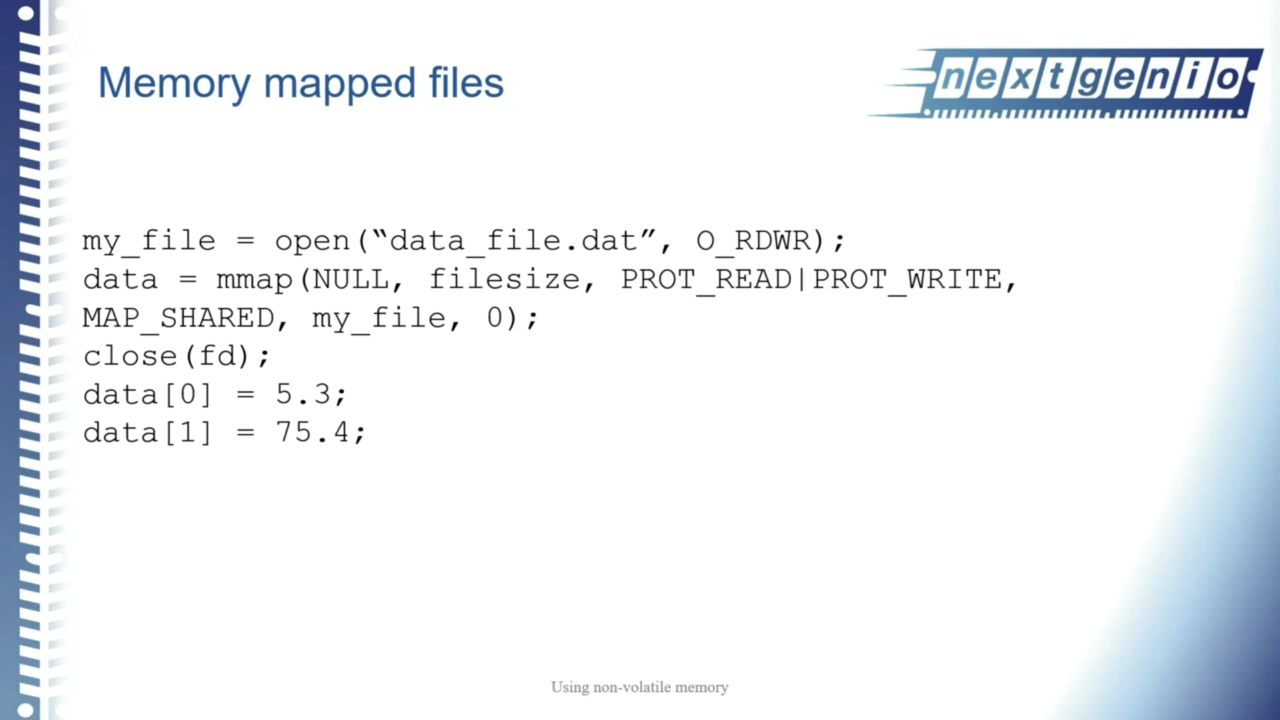 Memory mapped files
nextgenio
my_file = open(“data_file.dat”, O_RDWR);
data = mmap(NULL, filesize, PROT_READ|PROT_WRITE,
MAP_SHARED, my_file, 0);
close(fd);
data[0] = 5.3;
data[1] = 75.4;
Using non-volatile memory